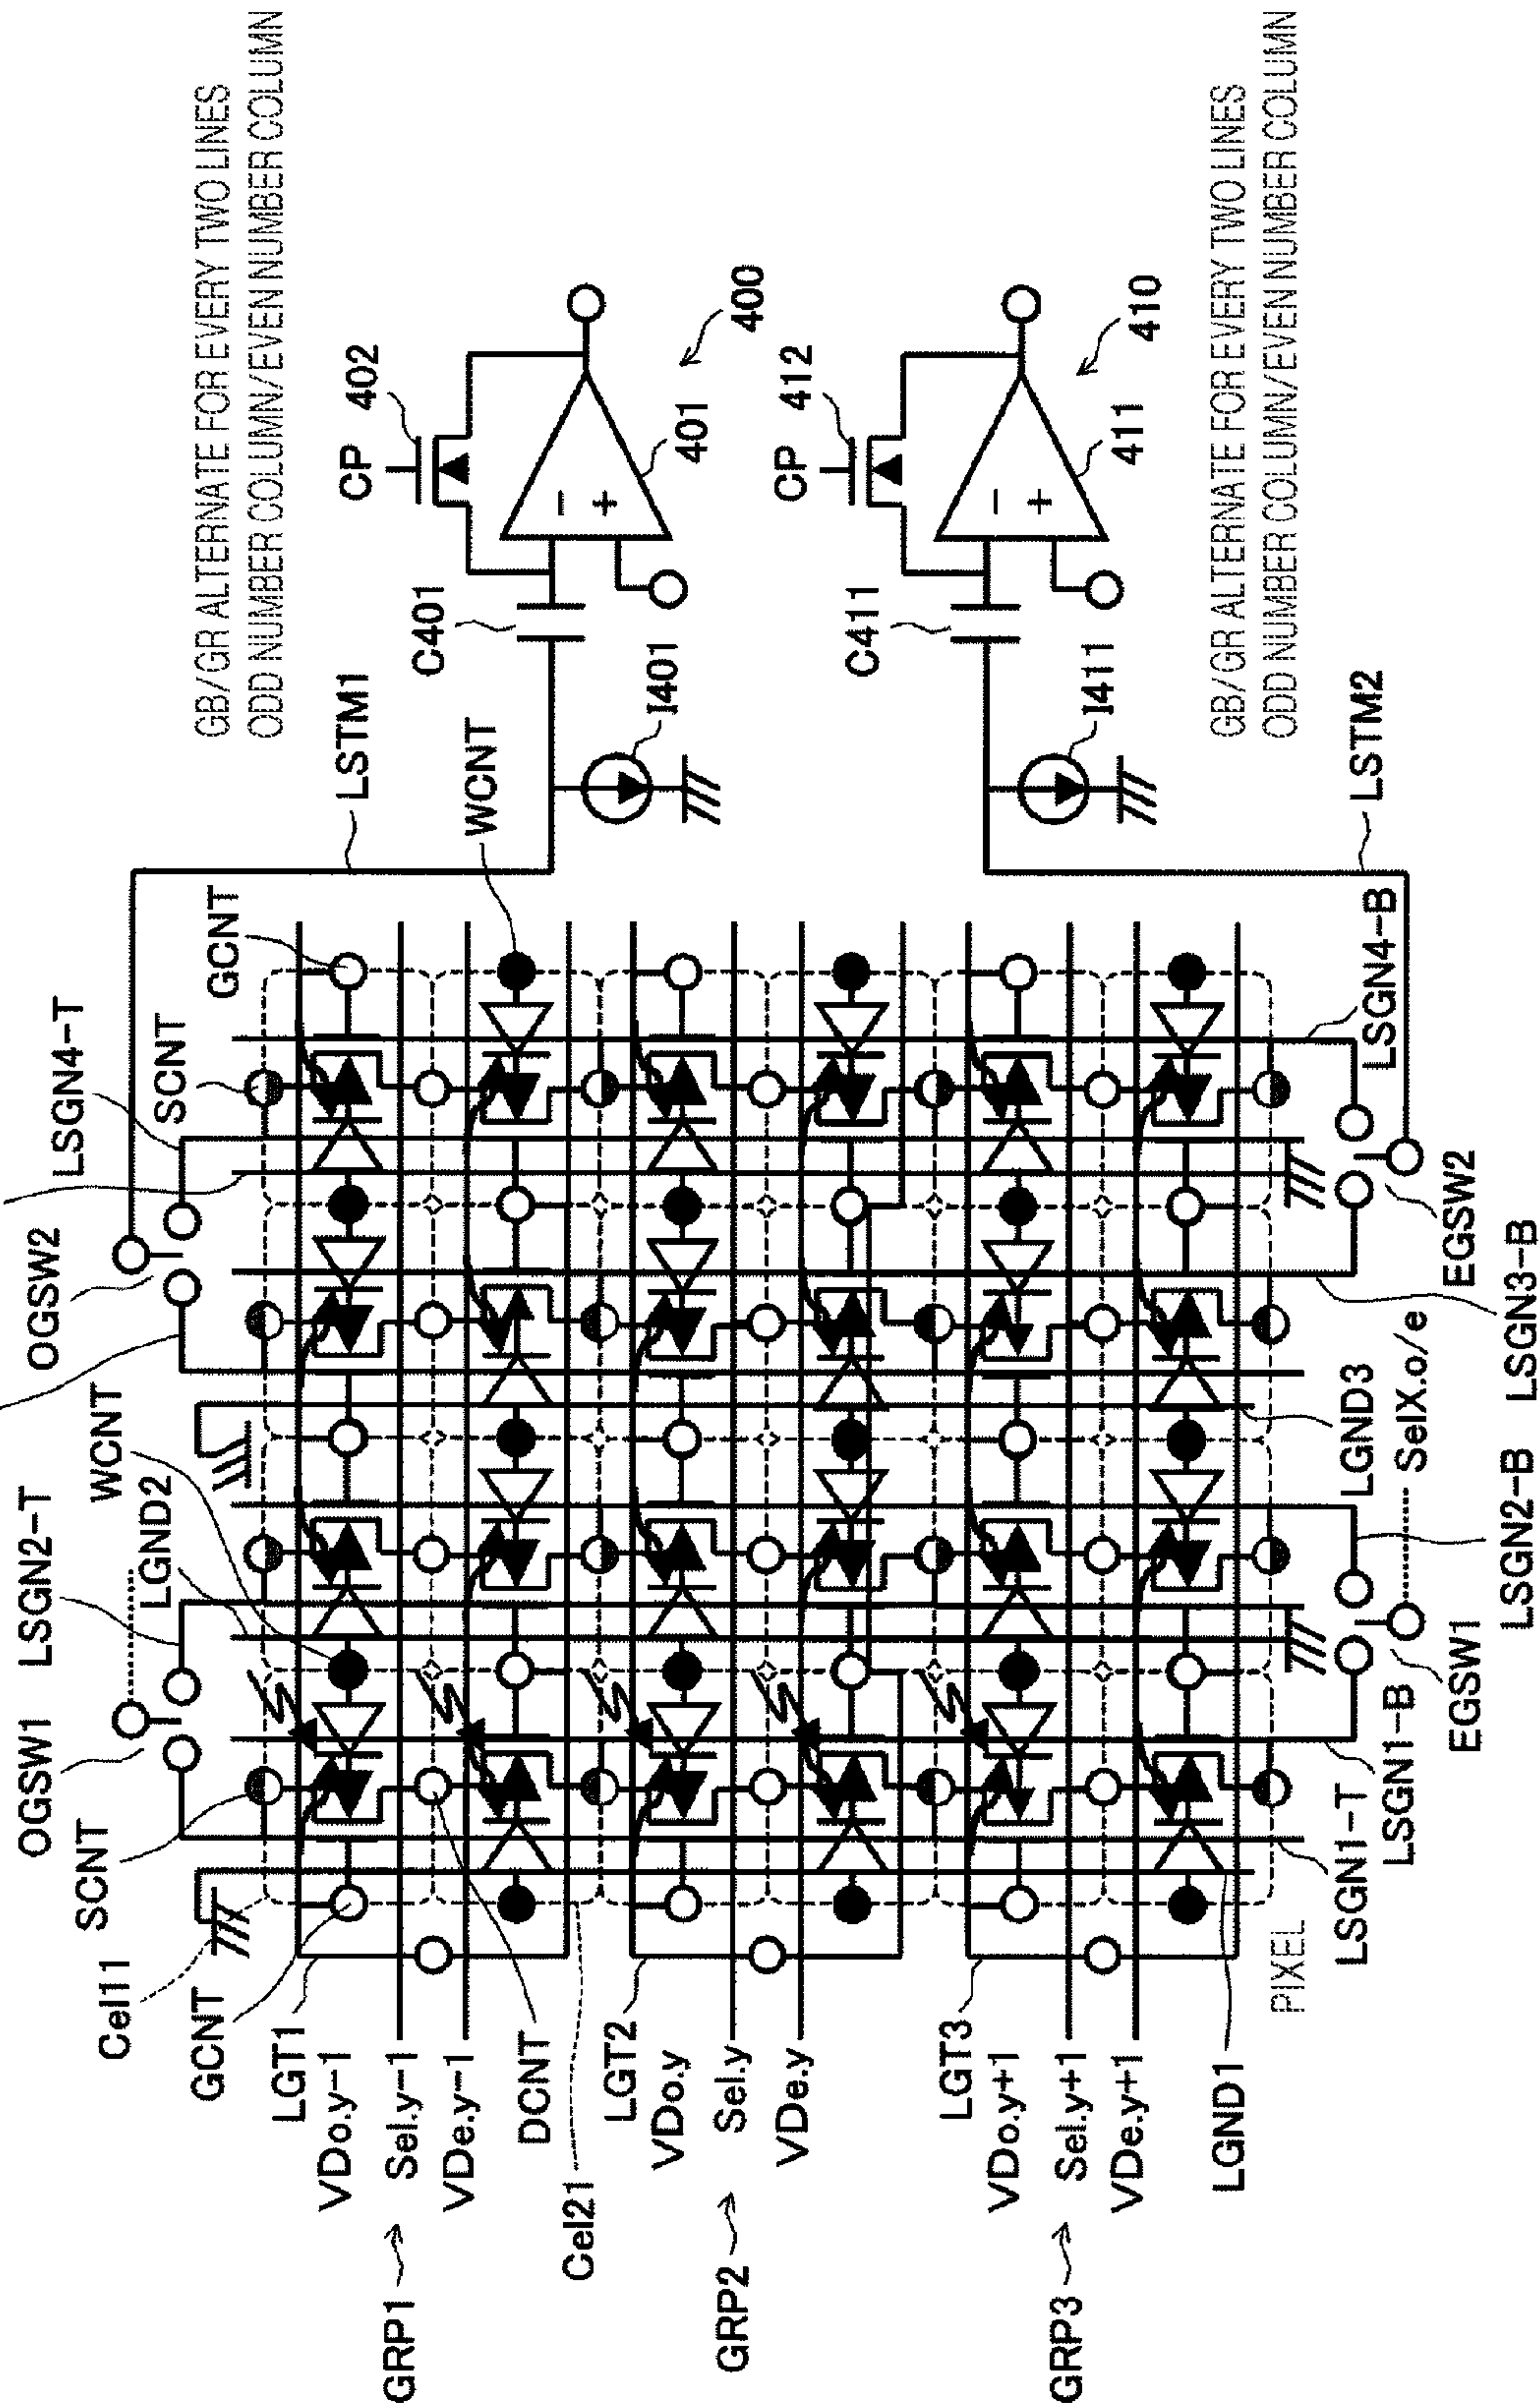 GB/GR ALTERNATE FOR EVERY TWO LINES
ODD NUMBER COLUMN/EVEN NUMBER COLUMN
CP
402
400
401
C401
I401
LSTM1
WCNT
GCNT
LSGN4-T
SCNT
OGSW2
WCNT
LGND2
LSGN2-T
OGSW1
SCNT
Cel11
GCNT
LGT1
VDo.y-1
Sel.y-1
VDe.y-1
DCNT
Cel21
GRP1
LGT2
VDo.y
Sel.y
VDe.y
GRP2
LGT3
VDo.y+1
Sel.y+1
VDe.y+1
LGND1
GRP3
PIXEL
LSGN1-T
LSGN1-B
EGSW1
LSGN2-B
SelX.o/e
LGND3
LSGN3-B
EGSW2
LSGN4-B
LSTM2
CP
412
410
411
C411
I411
GB/GR ALTERNATE FOR EVERY TWO LINES
ODD NUMBER COLUMN/EVEN NUMBER COLUMN
-
+
-
+